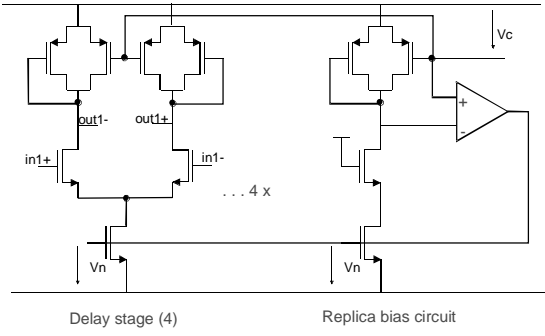 Vc
+
-
out1-
out1+
in1+
in1-
. . . 4 x
Vn
Vn
Delay stage (4)
Replica bias circuit